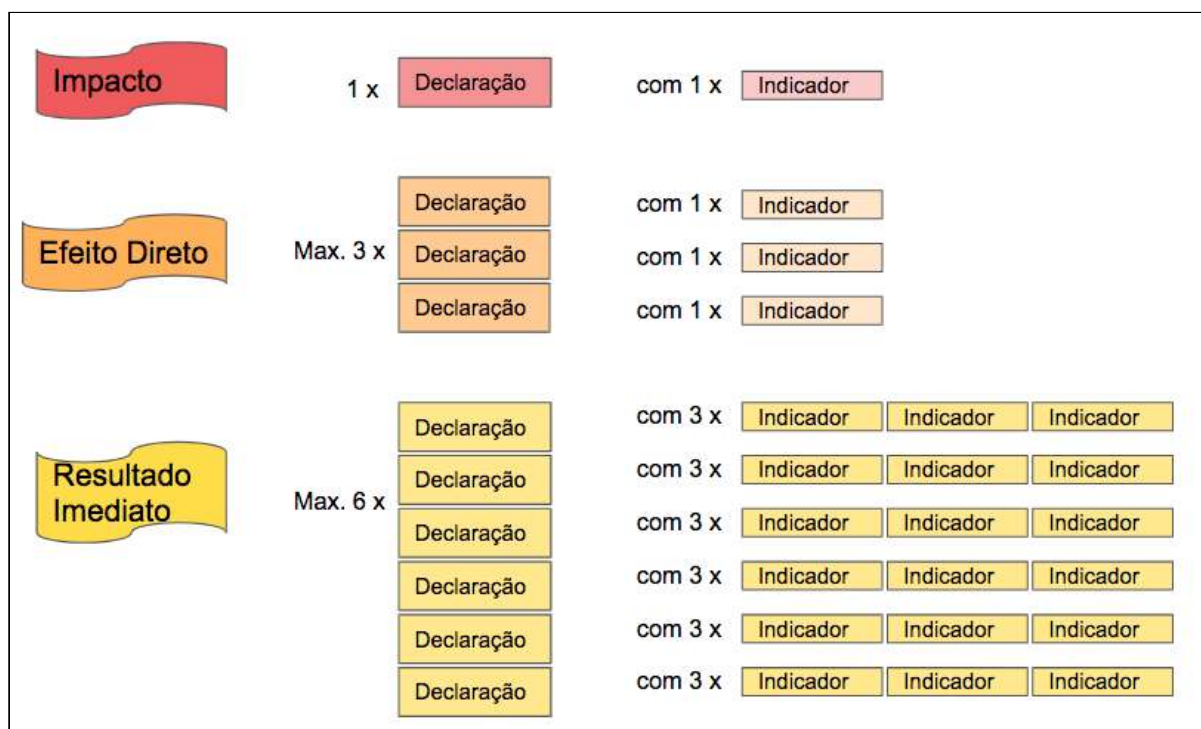 Impacto
1 x
Declaração
com 1 x
Indicador
Efeito Direto
Max. 3 x
Declaração
com 1 x
Indicador
Declaração
com 1 x
Indicador
Declaração
com 1 x
Indicador
Resultado
Imediato
Max. 6 x
Declaração
com 3 x
Indicador Indicador Indicador
Declaração
com 3 x
Indicador Indicador Indicador
Declaração
com 3 x
Indicador Indicador Indicador
Declaração
com 3 x
Indicador Indicador Indicador
Declaração
com 3 x
Indicador Indicador Indicador
Declaração
com 3 x
Indicador Indicador Indicador